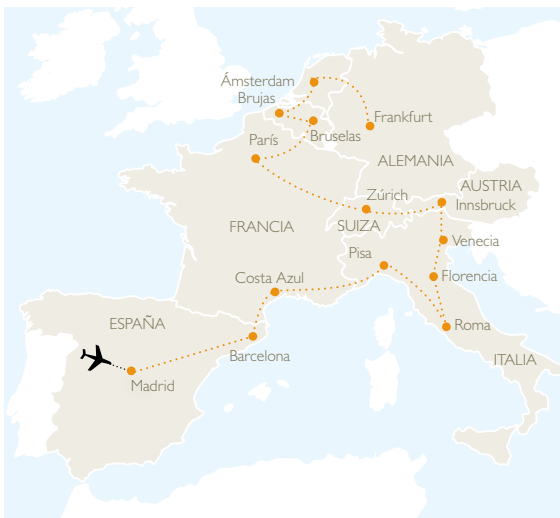 Ámsterdam
Brujas
Frankfurt
Bruselas
París
ALEMANIA
Zúrich
AUSTRIA
Innsbruck
FRANCIA
SUIZA
Venecia
Pisa
Costa Azul
Florencia
ESPAÑA
Roma
Barcelona
ITALIA
Madrid